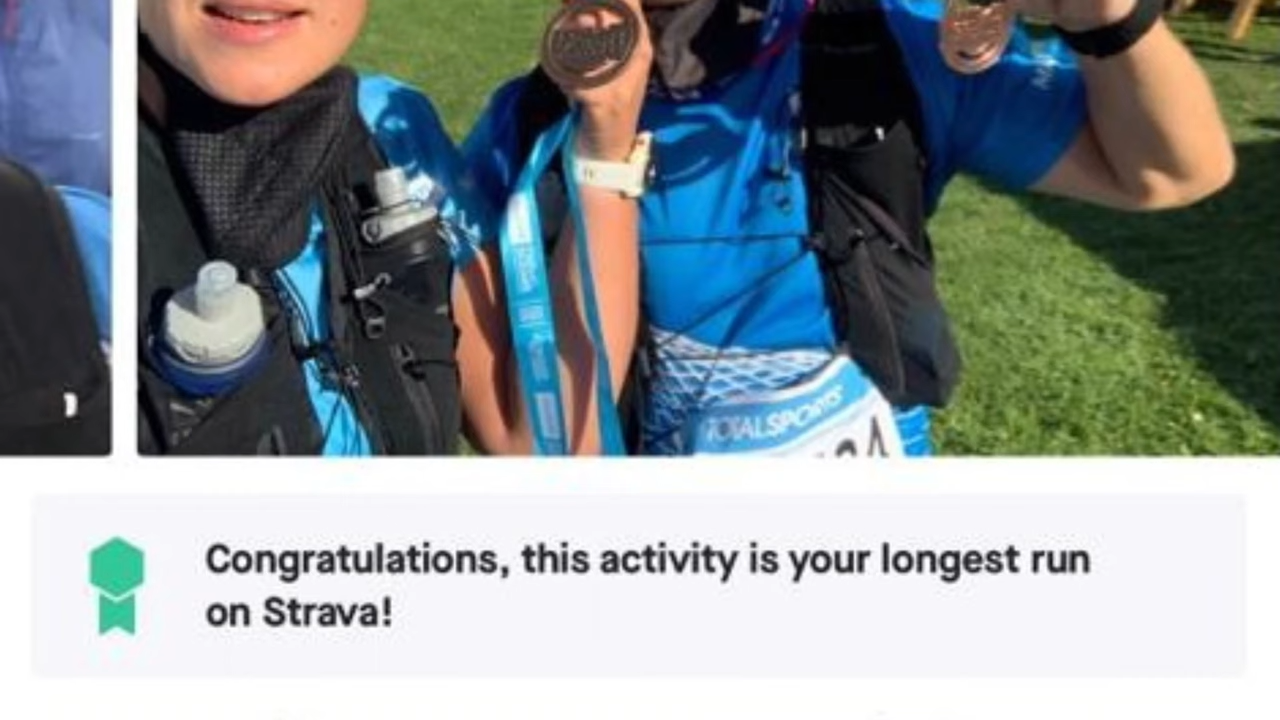 TOTALSPORTS
Congratulations, this activity is your longest run
on Strava!